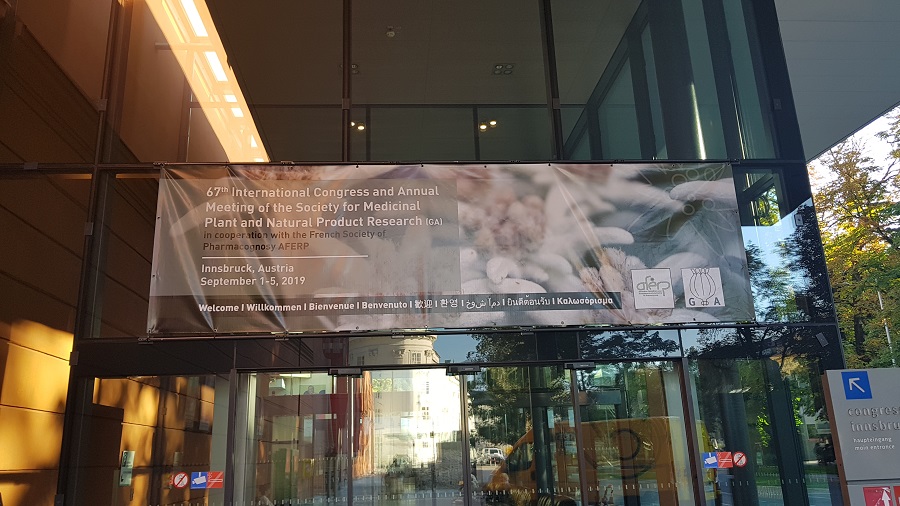 67th International Congress and Annual
Meeting of the Society for Medicinal
Plant and Natural Product Research (GA)
in cooperation with the French Society of
Pharmacognosy AFERP
Innsbruck, Austria
September 1-5, 2019
Welcome I Willkommen I Bienvenue I Benvenuto I 歡迎 I 환영 I خوش آمد I ยินดีต้อนรับ I Καλωσόρισμα
aferp
G A
congress
innsbruck
haupteingang
main entrance